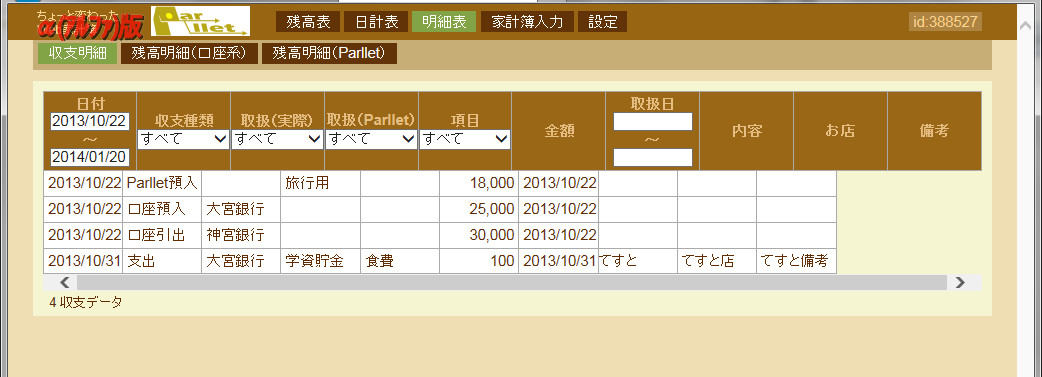 ちょっと変わった
α(アルファ)版
Parllet
残高表 日計表 明細表 家計簿入力 設定
id:388527
収支明細 残高明細(口座系) 残高明細(Parllet)
日付 収支種類 取扱(実際) 取扱(Parllet) 項目 金額 取扱日 内容 お店 備考
2013/10/22 ～ 2014/01/20 すべて すべて すべて すべて ～
2013/10/22 Parllet預入 旅行用 18,000 2013/10/22
2013/10/22 口座預入 大宮銀行 25,000 2013/10/22
2013/10/22 口座引出 神宮銀行 30,000 2013/10/22
2013/10/31 支出 大宮銀行 学資貯金 食費 100 2013/10/31 てすと てすと店 てすと備考
4 収支データ